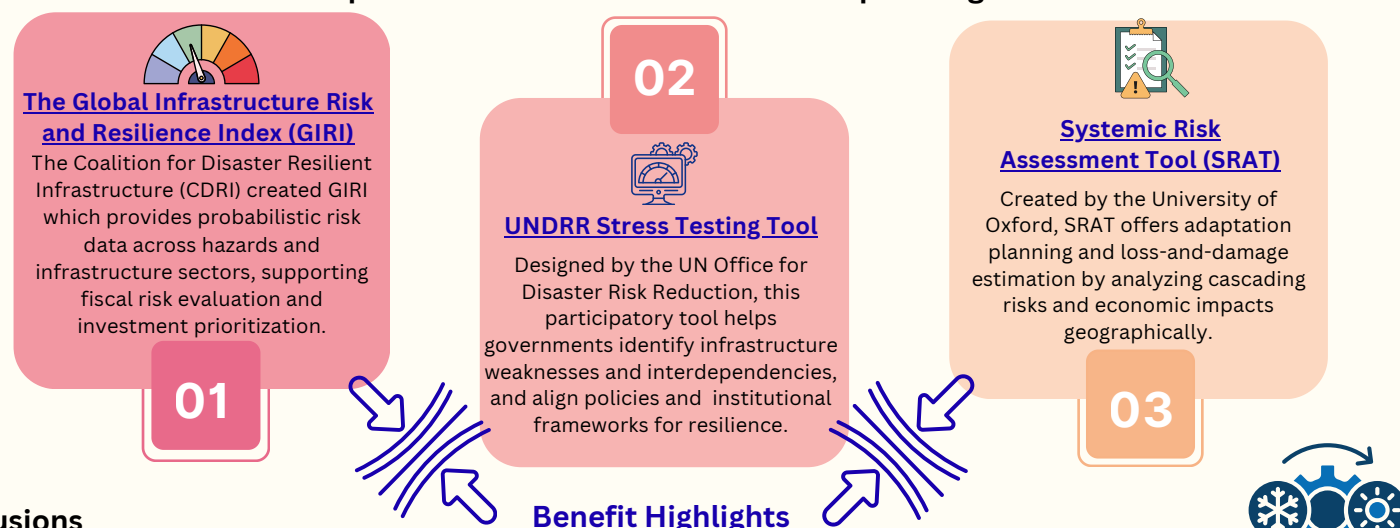 The Global Infrastructure Risk
and Resilience Index (GIRI)
The Coalition for Disaster Resilient
Infrastructure (CDRI) created GIRI
which provides probabilistic risk
data across hazards and
infrastructure sectors, supporting
fiscal risk evaluation and
investment prioritization.
01
02
UNDRR Stress Testing Tool
Designed by the UN Office for
Disaster Risk Reduction, this
participatory tool helps
governments identify infrastructure
weaknesses and interdependencies,
and align policies and  institutional
frameworks for resilience.
Systemic Risk
Assessment Tool (SRAT)
Created by the University of
Oxford, SRAT offers adaptation
planning and loss-and-damage
estimation by analyzing cascading
risks and economic impacts
geographically.
03
Benefit Highlights